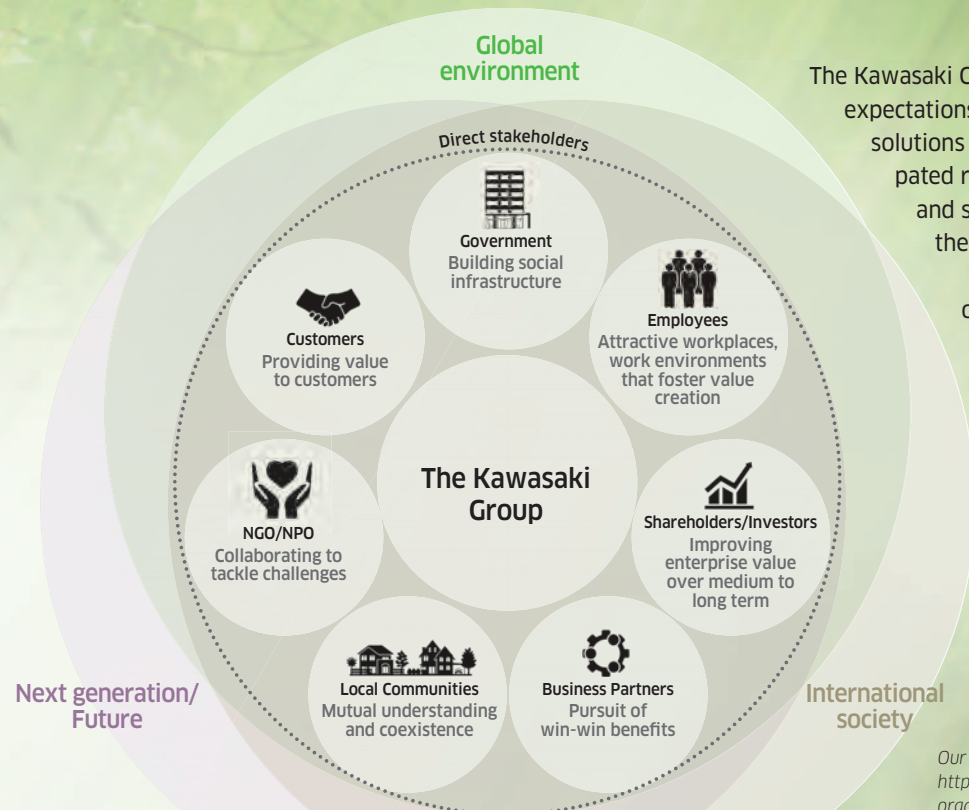 Global
environment
Direct stakeholders
Government
Building social
infrastructure
Customers
Providing value
to customers
Employees
Attractive workplaces,
work environments
that foster value
creation
The Kawasaki
Group
NGO/NPO
Collaborating to
tackle challenges
Shareholders/Investors
Improving
enterprise value
over medium to
long term
Local Communities
Mutual understanding
and coexistence
Business Partners
Pursuit of
win-win benefits
Next generation/
Future
International
society
The Kawasaki
expectations
solutions
pated
and
the
Our